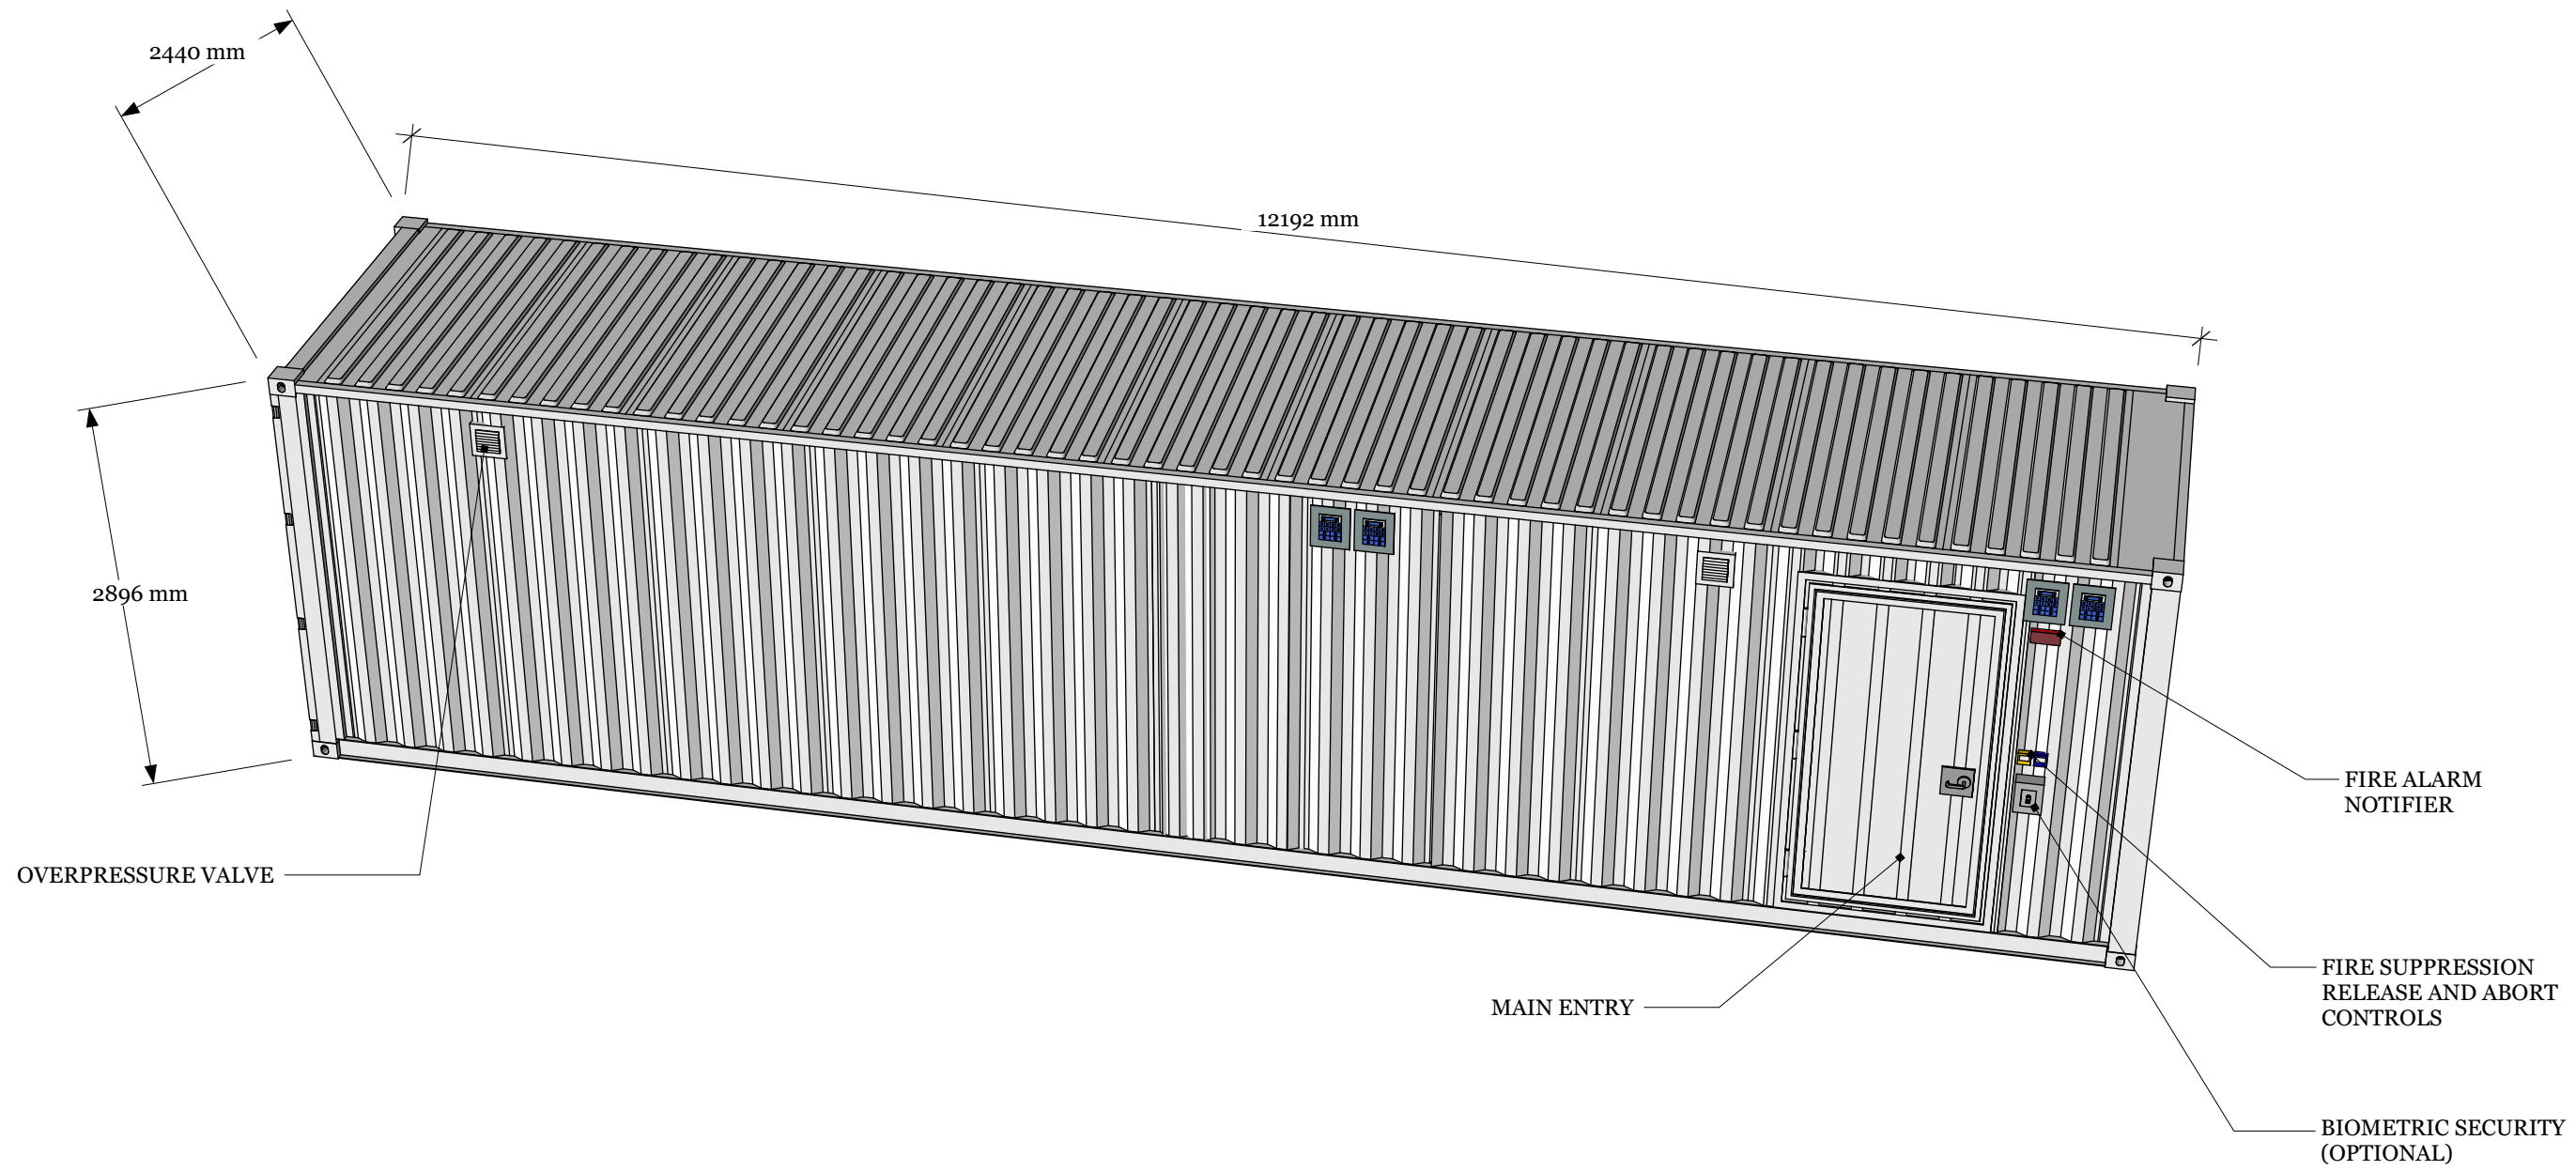 2440 mm
12192 mm
2896 mm
OVERPRESSURE VALVE
MAIN ENTRY
FIRE ALARM
NOTIFIER
FIRE SUPPRESSION
RELEASE AND ABORT
CONTROLS
BIOMETRIC SECURITY
(OPTIONAL)